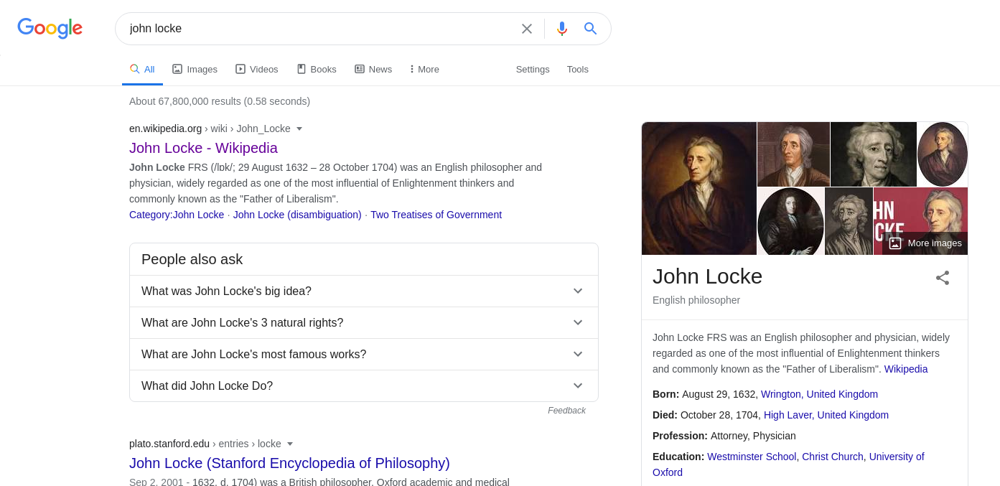 Google
john locke
All Images Videos Books News More Settings Tools
About 67,800,000 results (0.58 seconds)
en.wikipedia.org › wiki › John_Locke
John Locke - Wikipedia
John Locke FRS (/lɒk/; 29 August 1632 – 28 October 1704) was an English philosopher and
physician, widely regarded as one of the most influential of Enlightenment thinkers and
commonly known as the "Father of Liberalism".
Category:John Locke · John Locke (disambiguation) · Two Treatises of Government
People also ask
What was John Locke's big idea?
What are John Locke's 3 natural rights?
What are John Locke's most famous works?
What did John Locke Do?
Feedback
plato.stanford.edu › entries › locke
John Locke (Stanford Encyclopedia of Philosophy)
Sep 2, 2001 - 1632, d. 1704) was a British philosopher, Oxford academic and medical
HN
CKE
More images
John Locke
English philosopher
John Locke FRS was an English philosopher and physician, widely
regarded as one of the most influential of Enlightenment thinkers
and commonly known as the "Father of Liberalism". Wikipedia
Born: August 29, 1632, Wrington, United Kingdom
Died: October 28, 1704, High Laver, United Kingdom
Profession: Attorney, Physician
Education: Westminster School, Christ Church, University of
Oxford